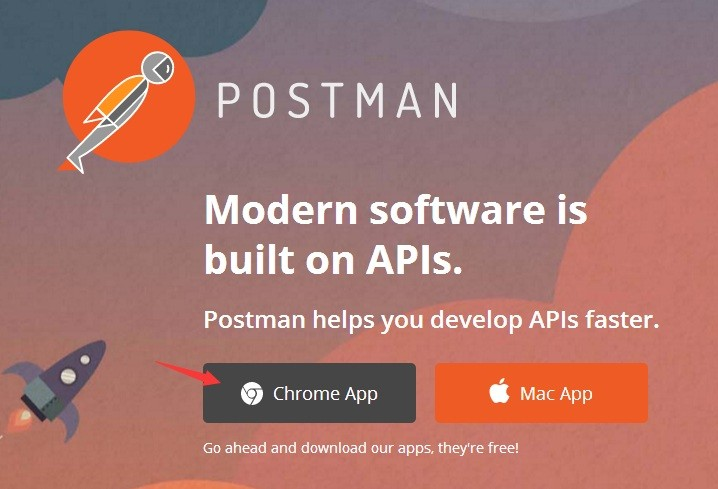 POSTMAN
Modern software is
built on APIs.
Postman helps you develop APIs faster.
Chrome App
Mac App
Go ahead and download our apps, they're free!